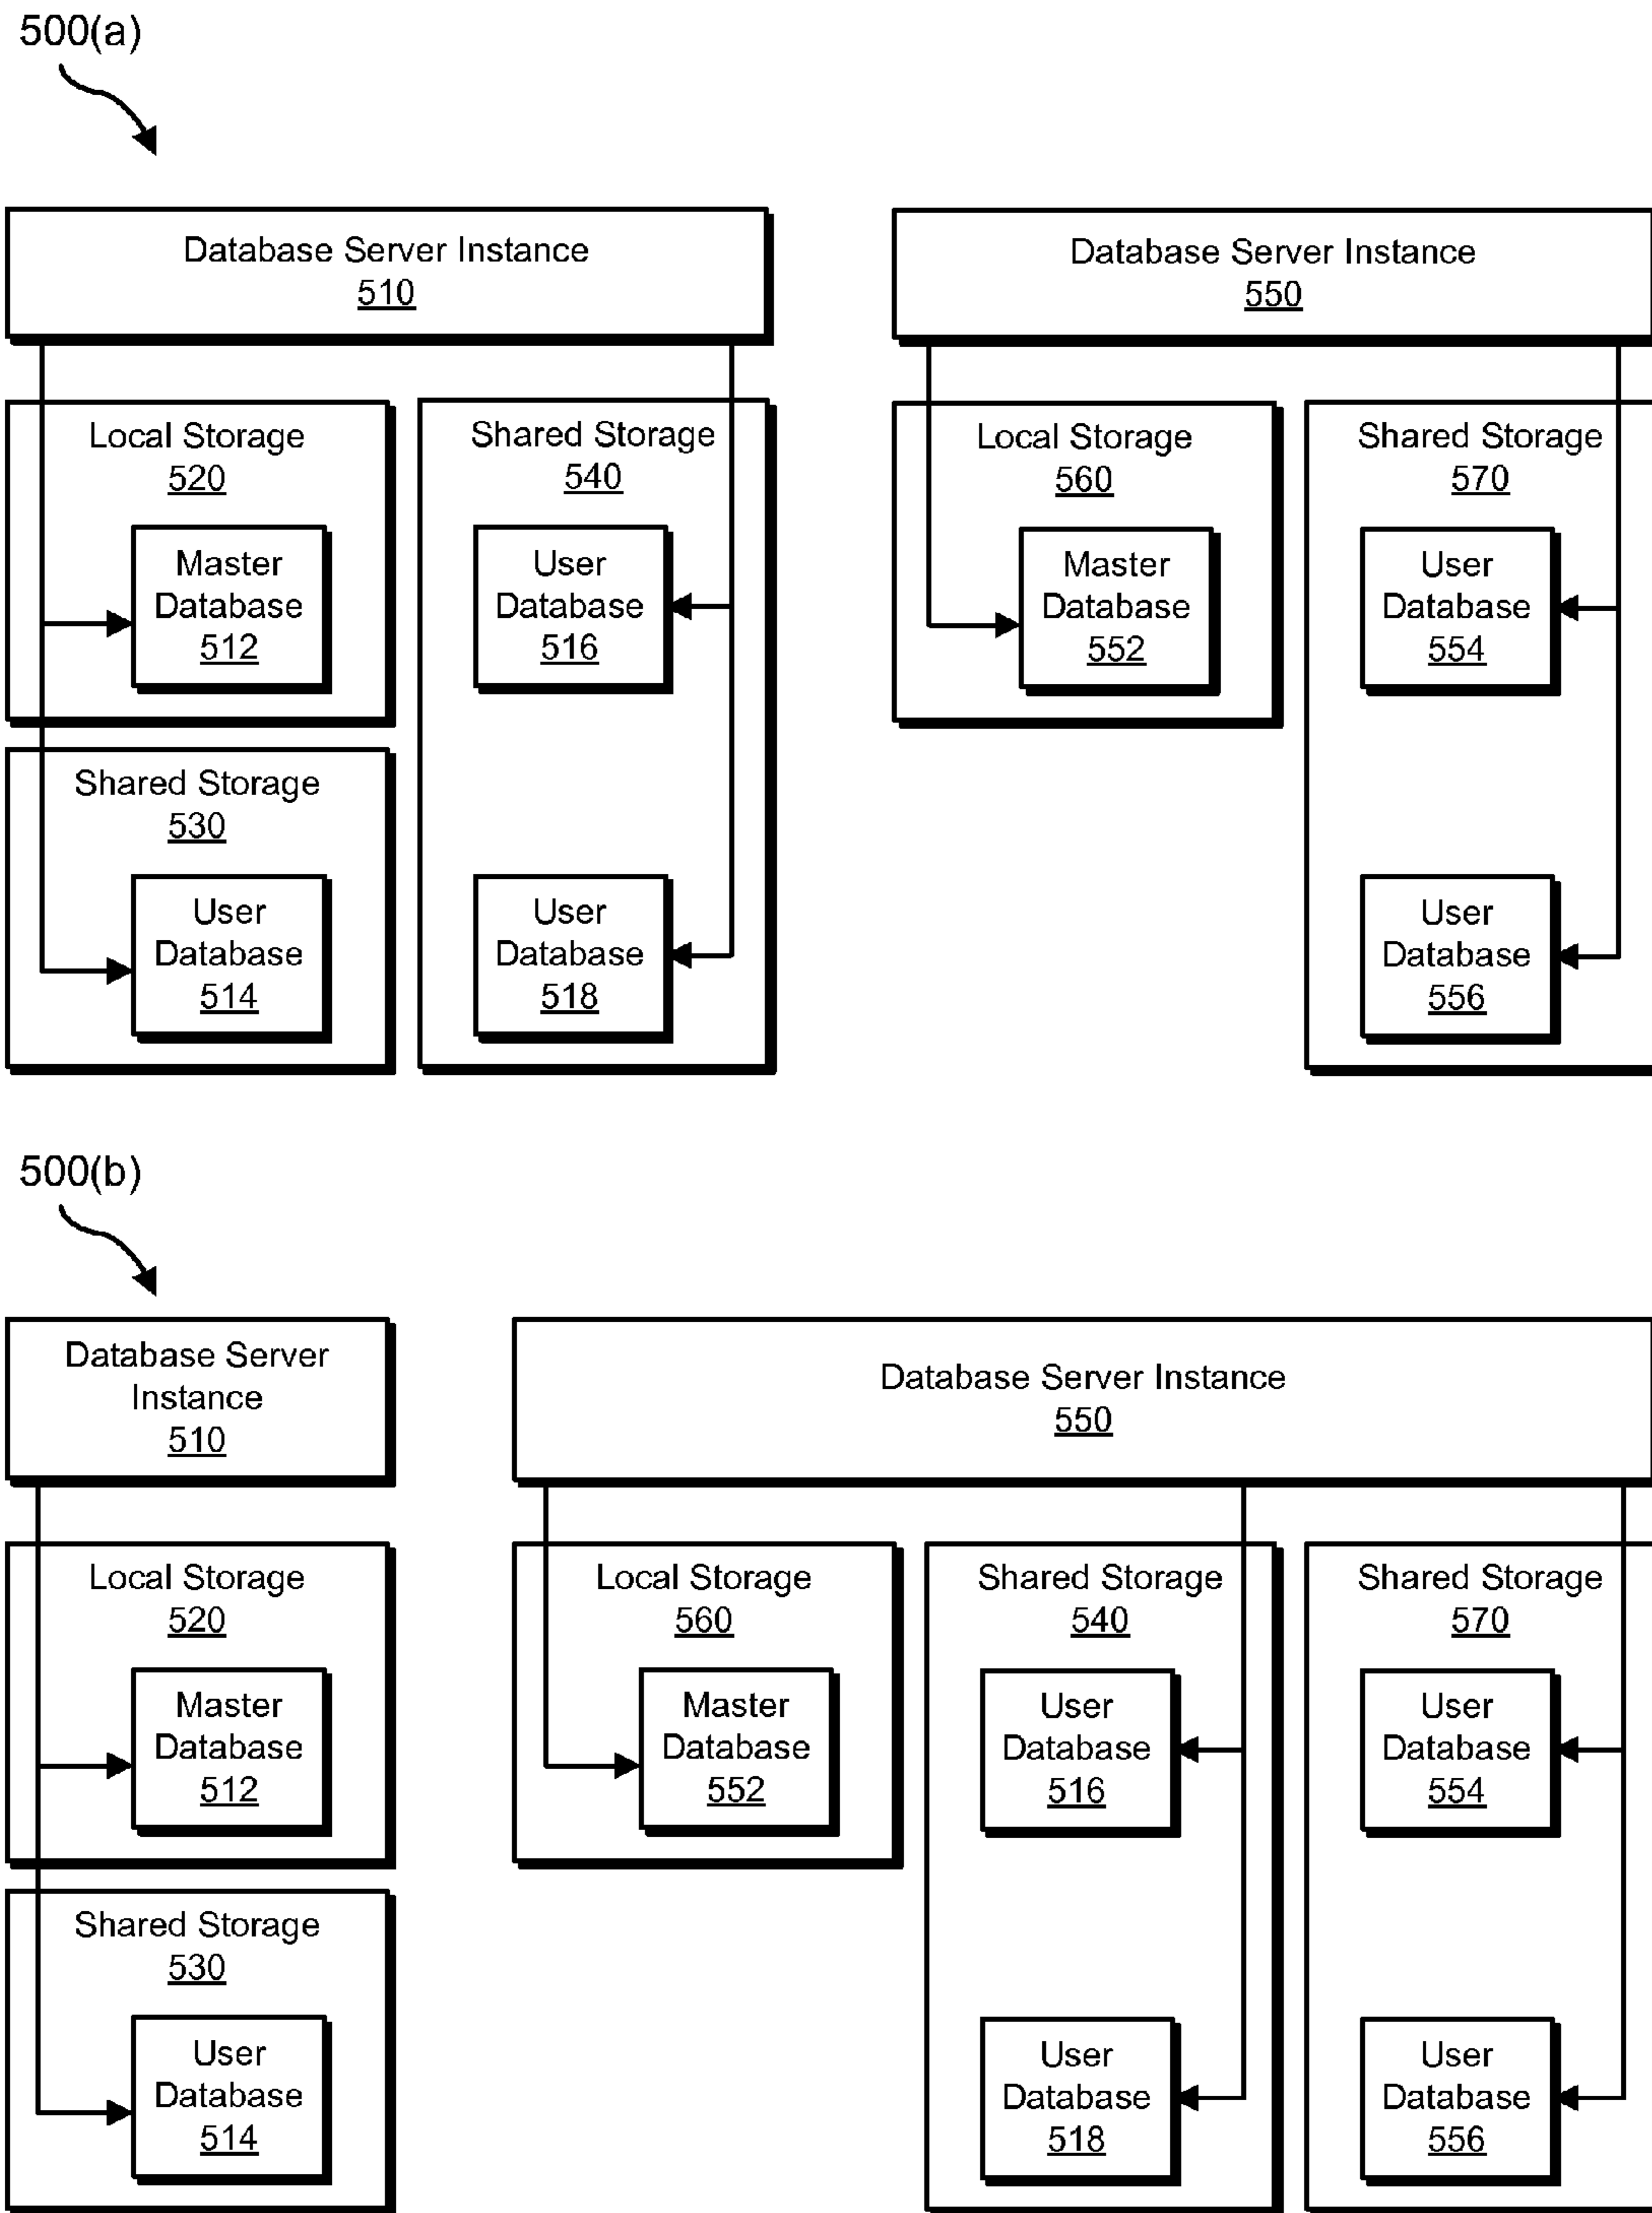 500(a)
Database Server Instance
510
Database Server Instance
550
Local Storage
520
Master
Database
512
Shared Storage
530
User
Database
514
Shared Storage
540
User
Database
516
User
Database
518
Local Storage
560
Master
Database
552
Shared Storage
570
User
Database
554
User
Database
556
500(b)
Database Server
Instance
510
Database Server Instance
550
Local Storage
520
Master
Database
512
Shared Storage
530
User
Database
514
Local Storage
560
Master
Database
552
Shared Storage
540
User
Database
516
User
Database
518
Shared Storage
570
User
Database
554
User
Database
556